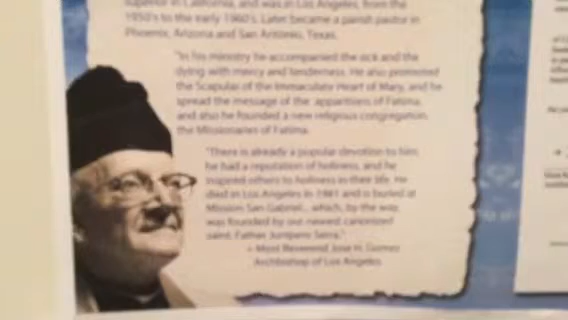 superior in California, and was in Los Angeles, from the
1950's to the early 1960's. Later became a parish pastor in
Phoenix, Arizona and San Antonio, Texas.
"In his ministry he accompanied the sick and the
dying with mercy and tenderness. He also promoted
the Scapular of the Immaculate Heart of Mary, and he
spread the message of the apparitions of Fatima,
and also he founded a new religious congregation,
the Missionaries of Fatima.
"There is already a popular devotion to him,
he had a reputation of holiness, and he
inspired others to holiness in their life. He
died in Los Angeles in 1981 and is buried at
Mission San Gabriel... which, by the way,
was founded by our newest canonized
saint, Father Junipero Serra."
~ Most Reverend Jose H. Gomez
Archbishop of Los Angeles